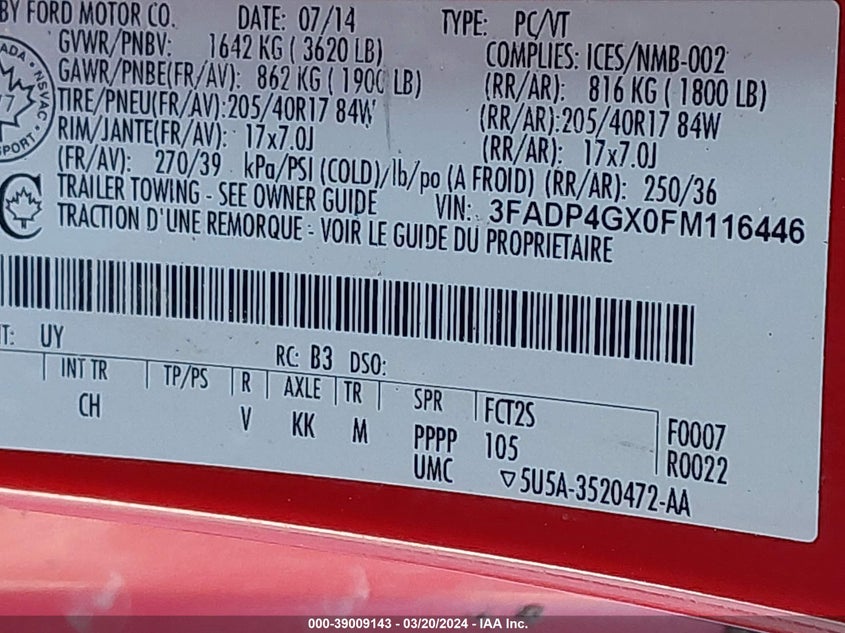 BY FORD MOTOR CO. DATE: 07/14 TYPE: PC/VT
GVWR/PNBV: 1642 KG ( 3620 LB) COMPLIES: ICES/NMB-002
GAWR/PNBE(FR/AV): 862 KG ( 1900 LB) (RR/AR): 816 KG ( 1800 LB)
TIRE/PNEU(FR/AV):205/40R17 84W (RR/AR):205/40R17 84W
RIM/JANTE(FR/AV): 17x7.0J (RR/AR): 17x7.0J
(FR/AV): 270/39 kPa/PSI (COLD)/lb/po (A FROID) (RR/AR): 250/36
TRAILER TOWING - SEE OWNER GUIDE VIN: 3FADP4GX0FM116446
TRACTION D'UNE REMORQUE - VOIR LE GUIDE DU PROPRIETAIRE
T: UY
RC: B3 DSO:
INT TR TP/PS R AXLE TR SPR FCT2S
CH V KK M PPPP 105 F0007
UMC R0022
5U5A-3520472-AA
000-39009143 - 03/20/2024 - IAA Inc.